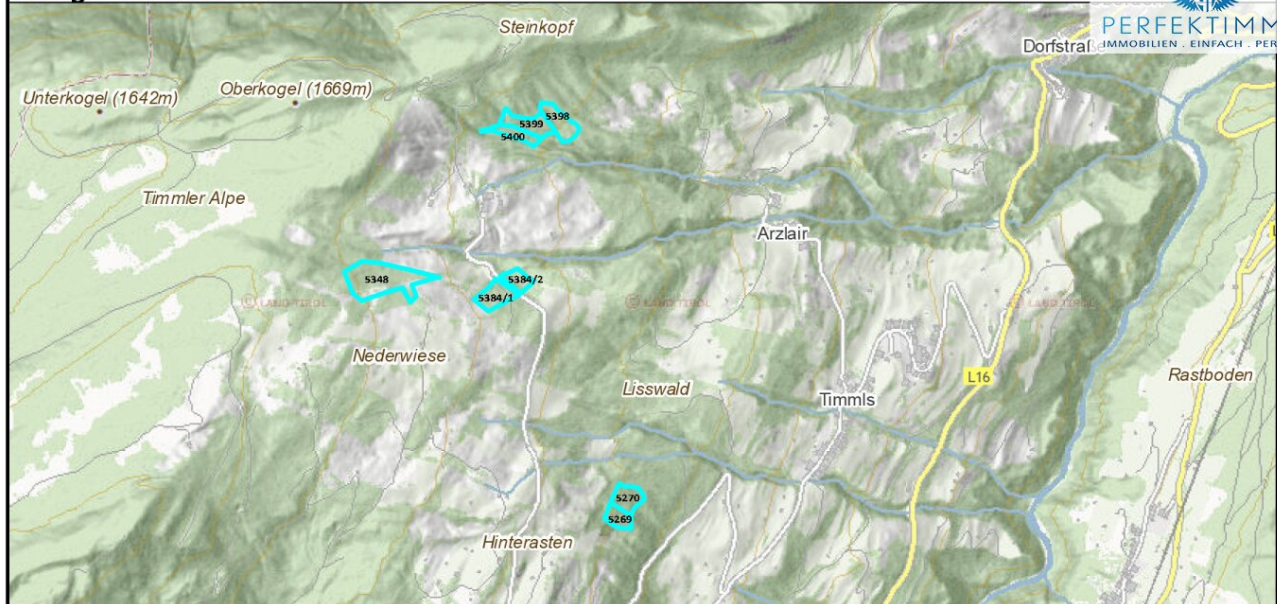 Steinkopf
PERFEKTIMM
IMMOBILIEN . EINFACH . PER
Dorfstraße
Oberkogel (1669m)
Unterkogel (1642m)
5398
5399
5400
Timmler Alpe
Arzlair
5348
5384/2
5384/1
© LAND TIROL
© LAND TIROL
© LAND TIROL
Nederwiese
Lisswald
L16
Rastboden
Timmls
5270
5269
Hinterasten